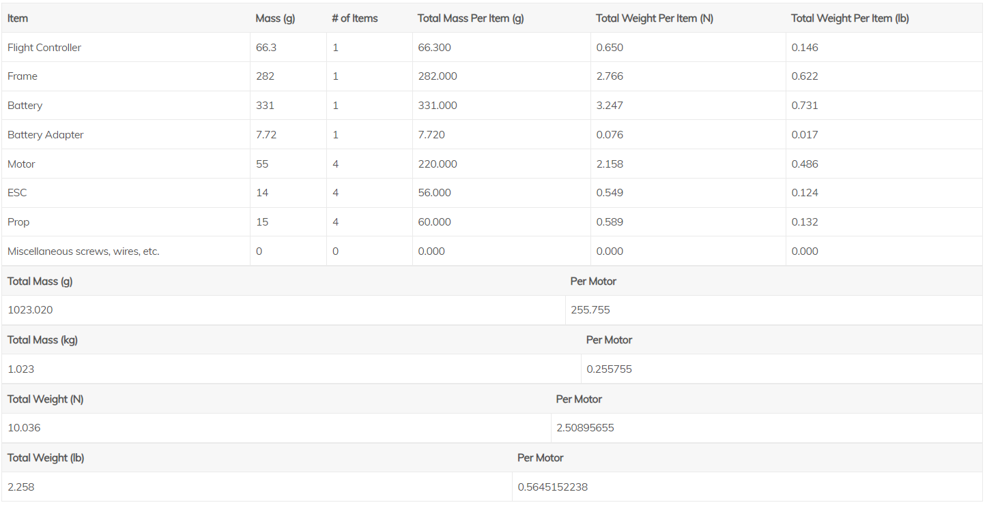 Item Mass (g) # of Items Total Mass Per Item (g) Total Weight Per Item (N) Total Weight Per Item (lb)
Flight Controller 66.3 1 66.300 0.650 0.146
Frame 282 1 282.000 2.766 0.622
Battery 331 1 331.000 3.247 0.731
Battery Adapter 7.72 1 7.720 0.076 0.017
Motor 55 4 220.000 2.158 0.486
ESC 14 4 56.000 0.549 0.124
Prop 15 4 60.000 0.589 0.132
Miscellaneous screws, wires, etc. 0 0 0.000 0.000 0.000
Total Mass (g) Per Motor
1023.020 255.755
Total Mass (kg) Per Motor
1.023 0.255755
Total Weight (N) Per Motor
10.036 2.50895655
Total Weight (lb) Per Motor
2.258 0.5645152238